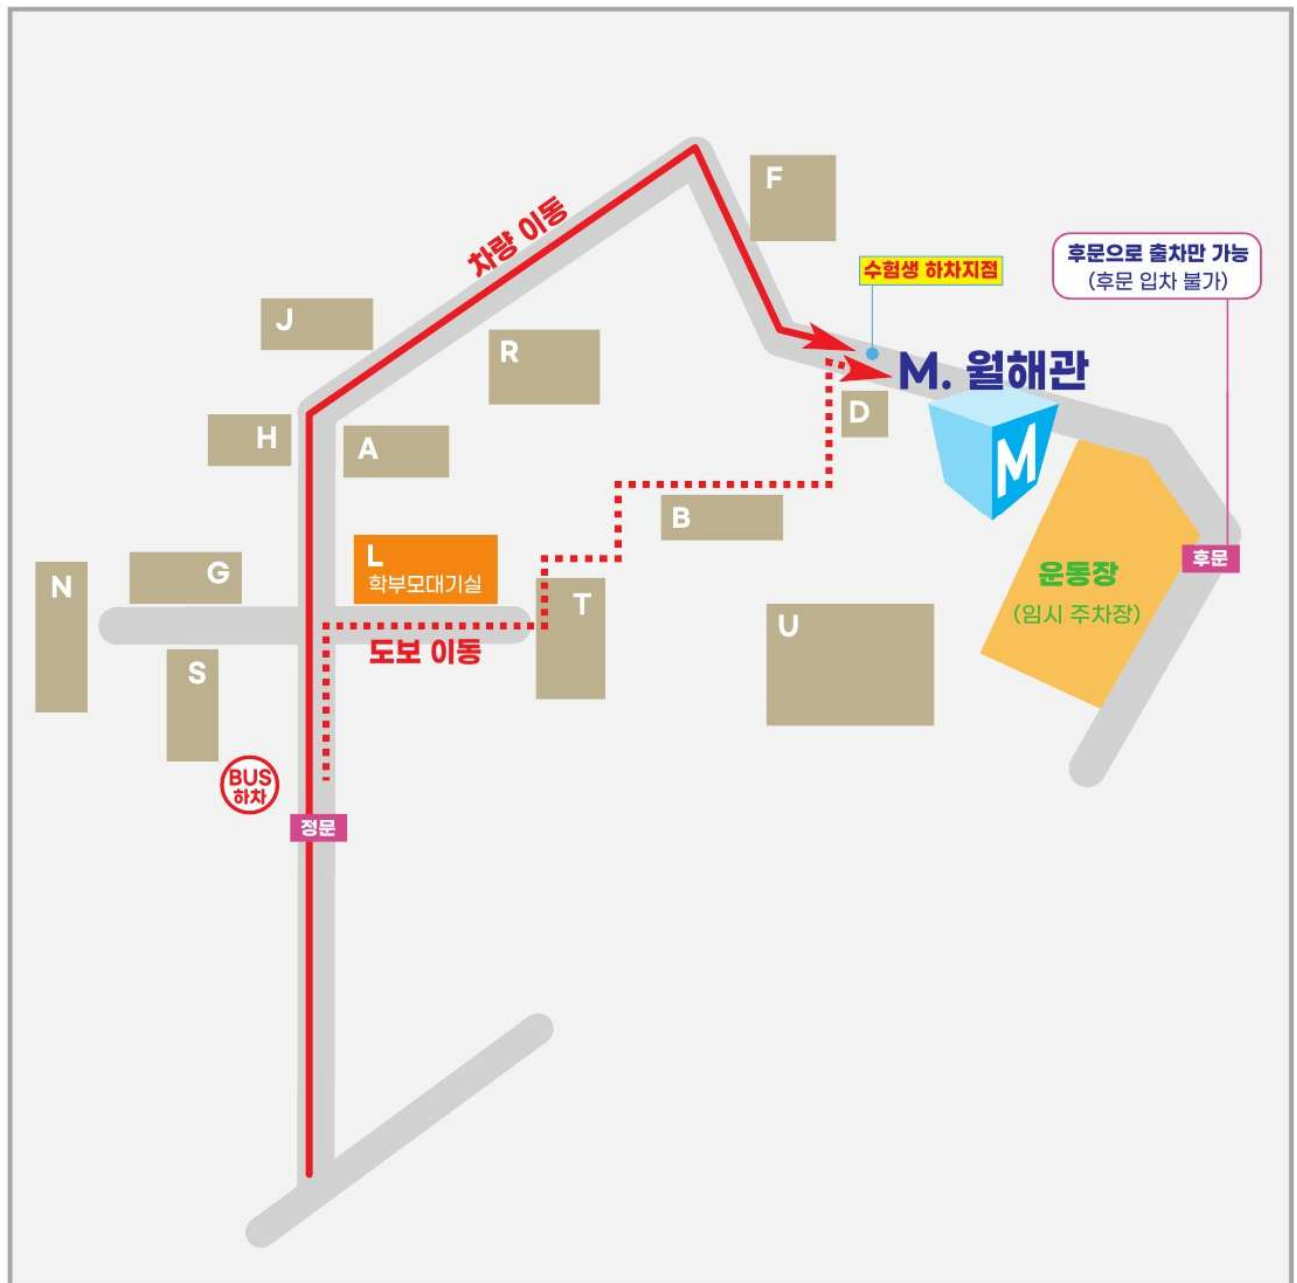 F
차량 이동
후문으로 출차만 가능
(후문 입차 불가)
수험생 하차지점
J
R
M. 월해관
D
H
A
M
B
L
학부모대기실
후문
N
G
T
운동장
(임시 주차장)
U
도보 이동
S
BUS
하차
정문